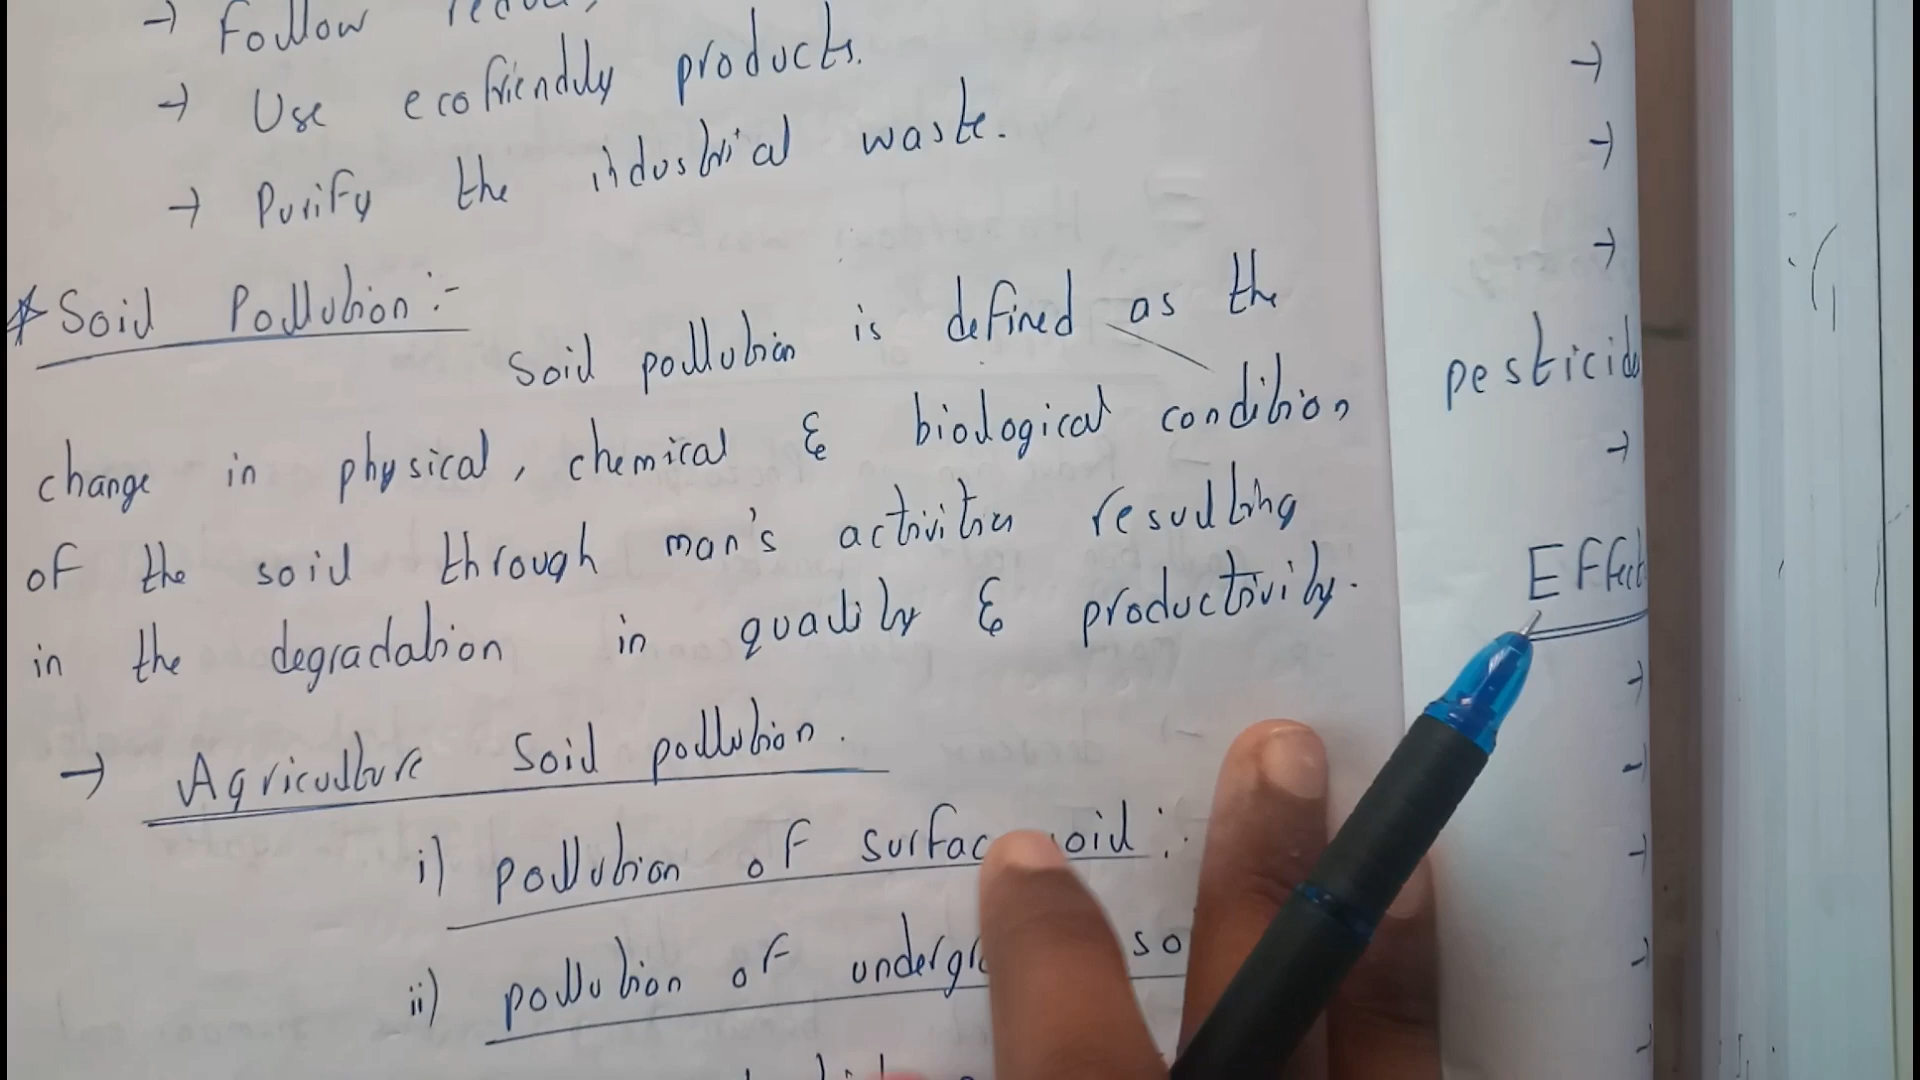 → Follow
→ Use ecofriendly products.
→ Purify the industrial waste.
* Soil Pollution :-
Soil pollution is defined as the
change in physical, chemical & biological condition
of the soil through man's activities resulting
in the degradation in quality & productivity.
→ Agriculture Soil pollution.
i) pollution of surfac oil :-
ii) pollution of undergr so
→
→
→
pesticid
→
Effect
→
→
→
→
→